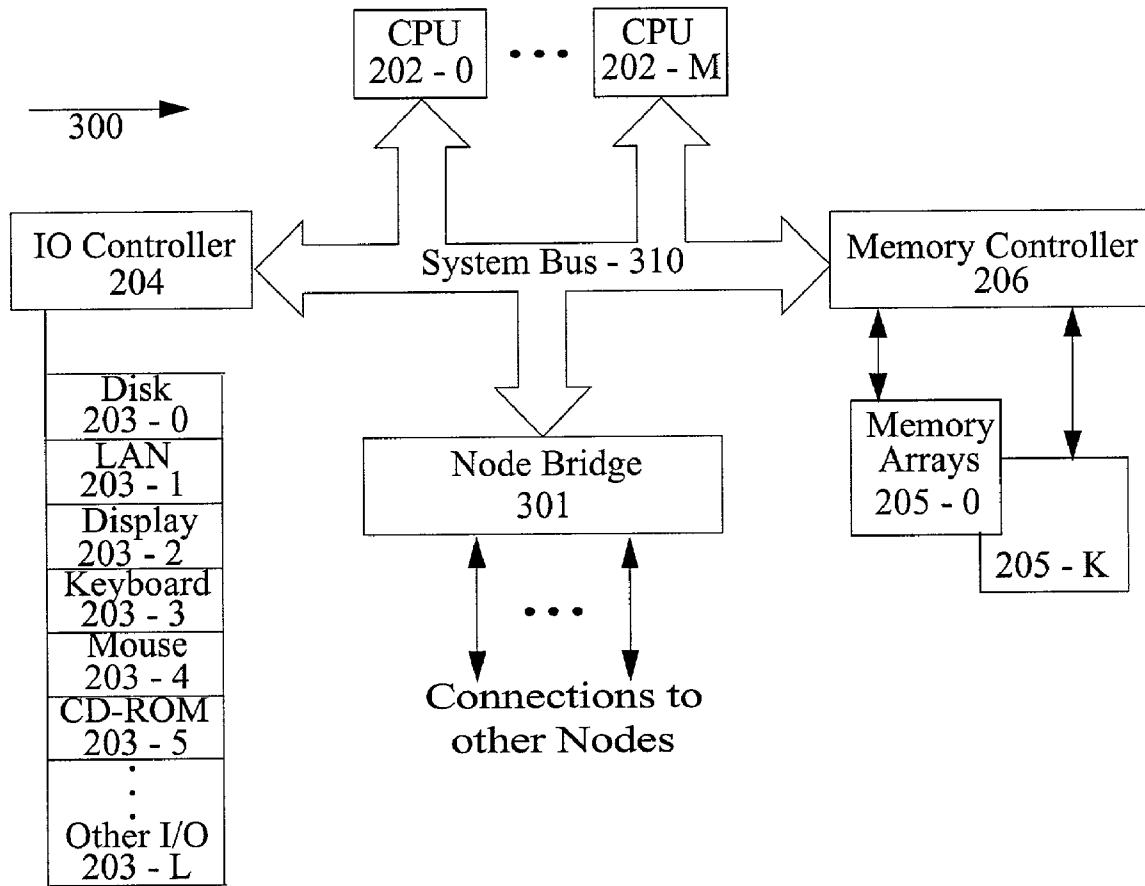 CPU
202 - 0
CPU
202 - M
300
IO Controller
204
System Bus - 310
Memory Controller
206
Disk
203 - 0
LAN
203 - 1
Display
203 - 2
Keyboard
203 - 3
Mouse
203 - 4
CD-ROM
203 - 5
Other I/O
203 - L
Node Bridge
301
Connections to
other Nodes
Memory
Arrays
205 - 0
205 - K